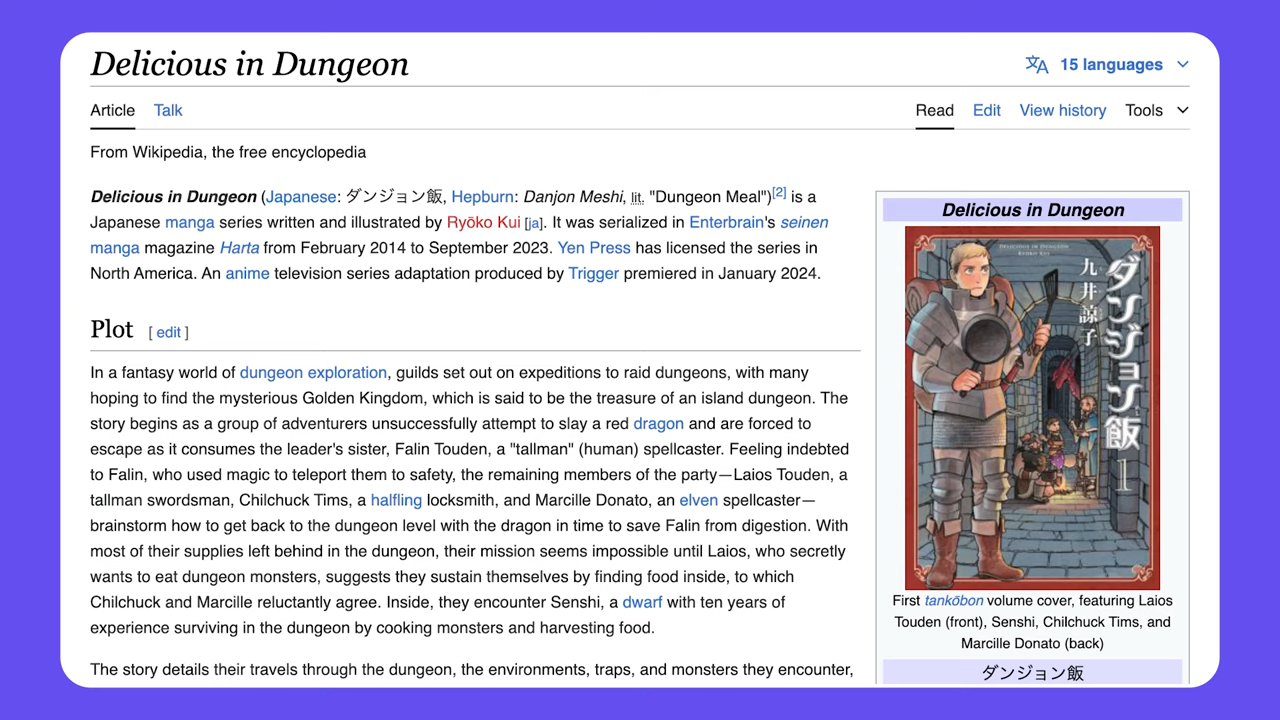 Delicious in Dungeon
15 languages
Article Talk
Read Edit View history Tools
From Wikipedia, the free encyclopedia
Delicious in Dungeon (Japanese: ダンジョン飯, Hepburn: Danjon Meshi, lit. "Dungeon Meal")[2] is a
Japanese manga series written and illustrated by Ryōko Kui [ja]. It was serialized in Enterbrain's seinen
manga magazine Harta from February 2014 to September 2023. Yen Press has licensed the series in
North America. An anime television series adaptation produced by Trigger premiered in January 2024.
Plot [ edit ]
In a fantasy world of dungeon exploration, guilds set out on expeditions to raid dungeons, with many
hoping to find the mysterious Golden Kingdom, which is said to be the treasure of an island dungeon. The
story begins as a group of adventurers unsuccessfully attempt to slay a red dragon and are forced to
escape as it consumes the leader's sister, Falin Touden, a "tallman" (human) spellcaster. Feeling indebted
to Falin, who used magic to teleport them to safety, the remaining members of the party—Laios Touden, a
tallman swordsman, Chilchuck Tims, a halfling locksmith, and Marcille Donato, an elven spellcaster—
brainstorm how to get back to the dungeon level with the dragon in time to save Falin from digestion. With
most of their supplies left behind in the dungeon, their mission seems impossible until Laios, who secretly
wants to eat dungeon monsters, suggests they sustain themselves by finding food inside, to which
Chilchuck and Marcille reluctantly agree. Inside, they encounter Senshi, a dwarf with ten years of
experience surviving in the dungeon by cooking monsters and harvesting food.
The story details their travels through the dungeon, the environments, traps, and monsters they encounter,
Delicious in Dungeon
DELICIOUS IN DUNGEON
RYOKO KUI
ダンジョン飯 1
九井諒子
First tankōbon volume cover, featuring Laios
Touden (front), Senshi, Chilchuck Tims, and
Marcille Donato (back)
ダンジョン飯